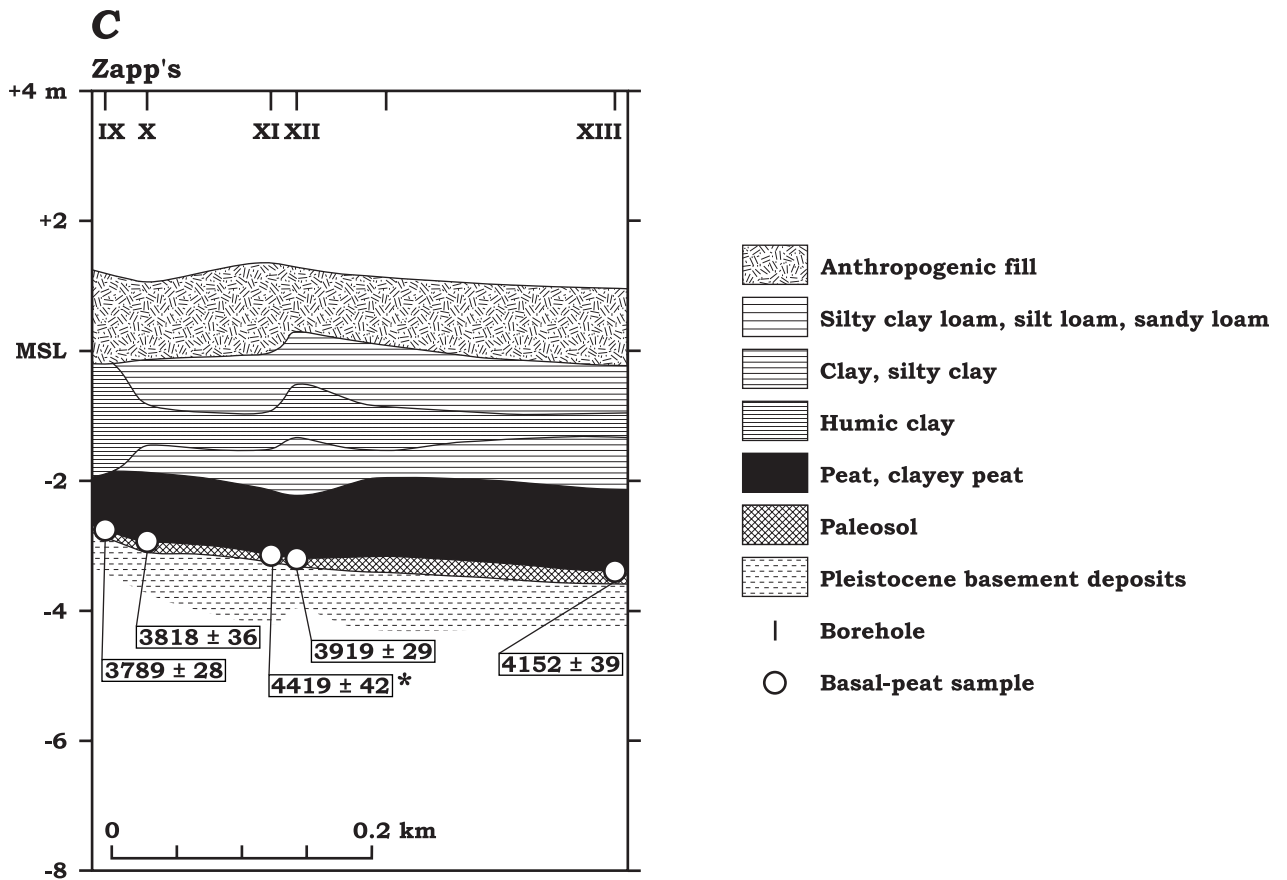 C
Zapp's
+4 m
IX X XI XII XIII
+2
MSL
-2
-4
-6
-8
3818 ± 36
3789 ± 28
3919 ± 29
4419 ± 42 *
4152 ± 39
0 0.2 km
Anthropogenic fill
Silty clay loam, silt loam, sandy loam
Clay, silty clay
Humic clay
Peat, clayey peat
Paleosol
Pleistocene basement deposits
Borehole
Basal-peat sample